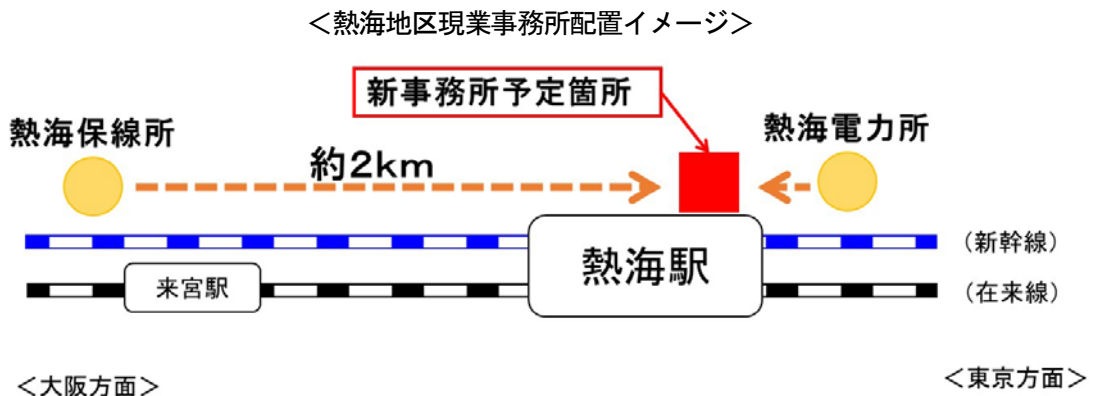 ＜熱海地区現業事務所配置イメージ＞
新事務所予定箇所
熱海保線所
熱海電力所
約2km
熱海駅
（新幹線）
来宮駅
（在来線）
＜大阪方面＞
＜東京方面＞